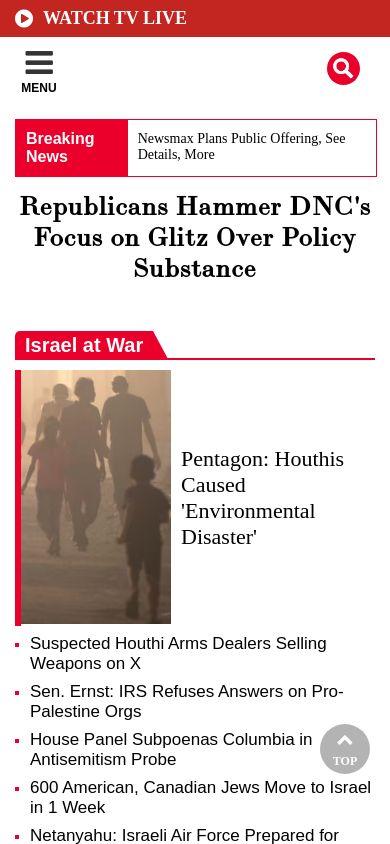 WATCH TV LIVE
MENU
Breaking
News
Newsmax Plans Public Offering, See
Details, More
Republicans Hammer DNC's
Focus on Glitz Over Policy
Substance
Israel at War
Pentagon: Houthis
Caused
'Environmental
Disaster'
Suspected Houthi Arms Dealers Selling
Weapons on X
Sen. Ernst: IRS Refuses Answers on Pro-
Palestine Orgs
House Panel Subpoenas Columbia in
Antisemitism Probe
TOP
600 American, Canadian Jews Move to Israel
in 1 Week
Netanyahu: Israeli Air Force Prepared for